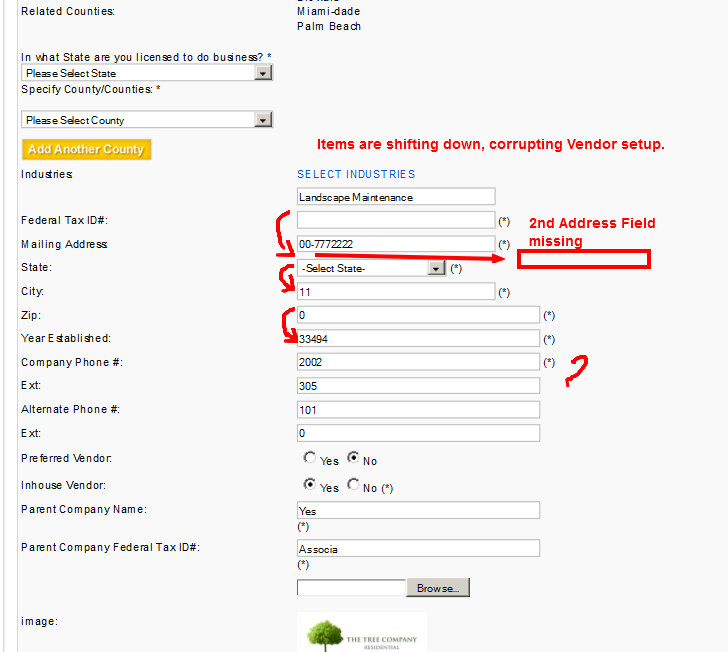 Related Counties:
Miami-dade
Palm Beach
In what State are you licensed to do business? *
Please Select State
Specify County/Counties: *
Please Select County
Add Another County
Items are shifting down, corrupting Vendor setup.
Industries:
SELECT INDUSTRIES
Landscape Maintenance
Federal Tax ID#:
(*)
2nd Address Field
missing
Mailing Address:
00-7772222
(*)
State:
-Select State-
(*)
City:
11
(*)
Zip:
0
(*)
Year Established:
33494
(*)
Company Phone #:
2002
(*)
?
Ext:
305
Alternate Phone #:
101
Ext:
0
Preferred Vendor:
Yes No
Inhouse Vendor:
Yes No (*)
Parent Company Name:
Yes
(*)
Parent Company Federal Tax ID#:
Associa
(*)
Browse...
image:
THE TREE COMPANY
RESIDENTIAL